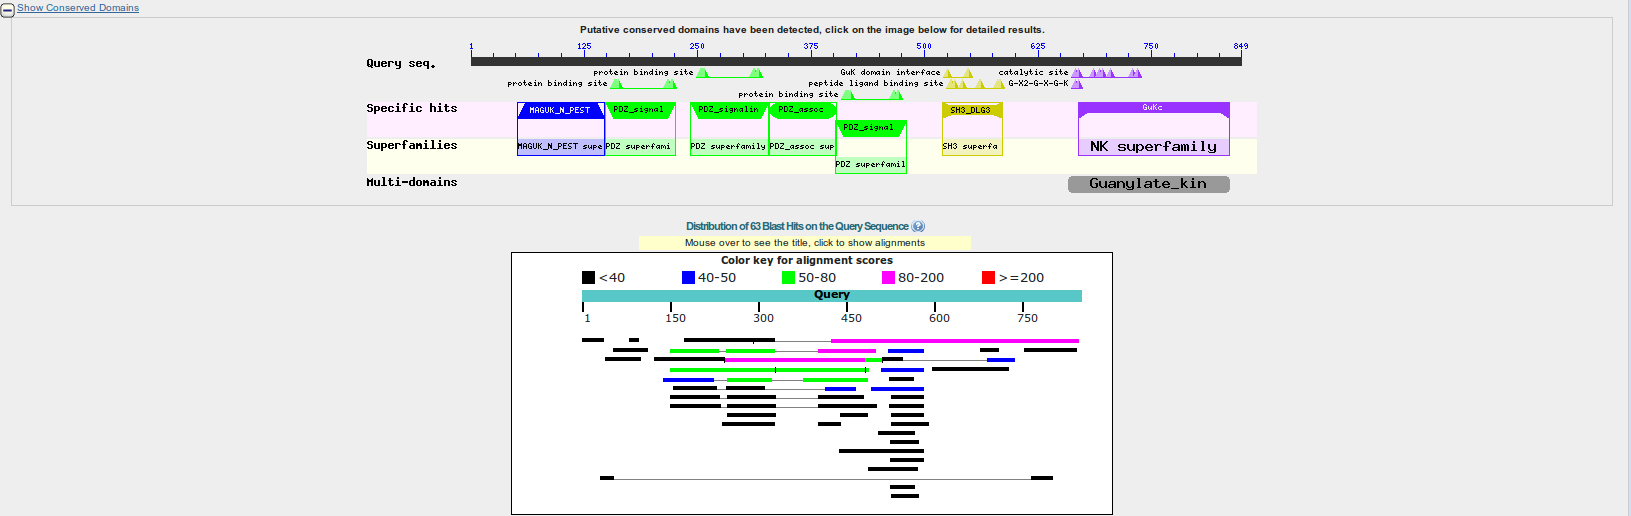 Show Conserved Domains
Putative conserved domains have been detected, click on the image below for detailed results.
1 125 250 375 500 625 750 849
Query seq.
protein binding site GuK domain interface catalytic site
protein binding site peptide ligand binding site G-X2-G-X-G-K
protein binding site
Specific hits MAGUK_N_PEST PDZ_signal PDZ_signalin PDZ_assoc SH3_DLG3 GuKc
PDZ_signal
Superfamilies MAGUK_N_PEST supe PDZ superfami PDZ superfamily PDZ_assoc sup SH3 superfa NK superfamily
PDZ superfamil
Multi-domains Guanylate_kin
Distribution of 63 Blast Hits on the Query Sequence ?
Mouse over to see the title, click to show alignments
Color key for alignment scores
<40 40-50 50-80 80-200 >=200
Query
1 150 300 450 600 750